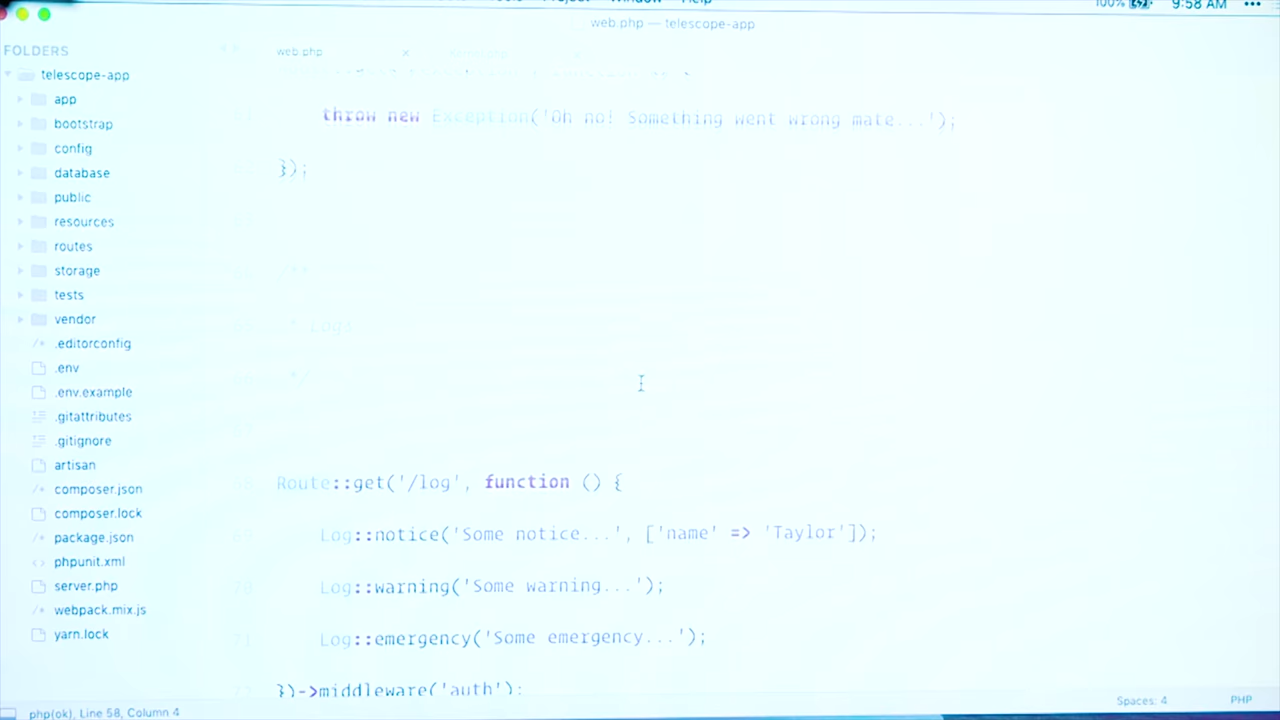 100% 9:58 AM
web.php — telescope-app
FOLDERS
telescope-app
app
bootstrap
config
database
public
resources
routes
storage
tests
vendor
.editorconfig
.env
.env.example
.gitattributes
.gitignore
artisan
composer.json
composer.lock
package.json
phpunit.xml
server.php
webpack.mix.js
yarn.lock
web.php ×
throw new Exception('Oh no! Something went wrong mate...');
});
/**
* Logs
*/
Route::get('/log', function () {
Log::notice('Some notice...', ['name' => 'Taylor']);
Log::warning('Some warning...');
Log::emergency('Some emergency...');
})->middleware('auth');
php(ok), Line 58, Column 4
Spaces: 4 PHP